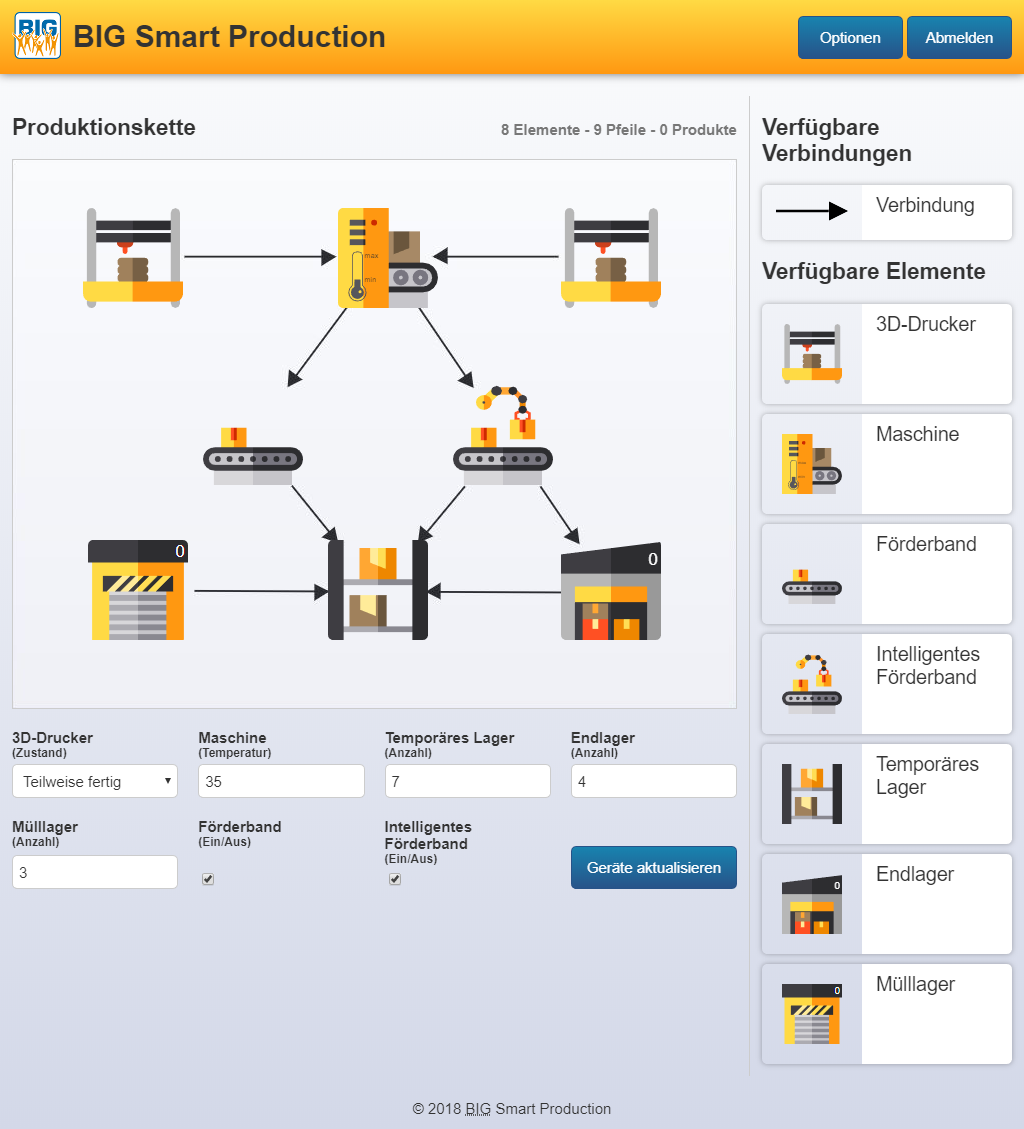 BIG
BIG Smart Production
Optionen
Abmelden
Produktionskette
8 Elemente - 9 Pfeile - 0 Produkte
max
min
0
0
3D-Drucker
(Zustand)
Teilweise fertig
Maschine
(Temperatur)
35
Temporäres Lager
(Anzahl)
7
Endlager
(Anzahl)
4
Mülllager
(Anzahl)
3
Förderband
(Ein/Aus)
Intelligentes
Förderband
(Ein/Aus)
Geräte aktualisieren
Verfügbare
Verbindungen
Verbindung
Verfügbare Elemente
3D-Drucker
Maschine
Förderband
Intelligentes
Förderband
Temporäres
Lager
0
Endlager
0
Mülllager
© 2018 BIG Smart Production